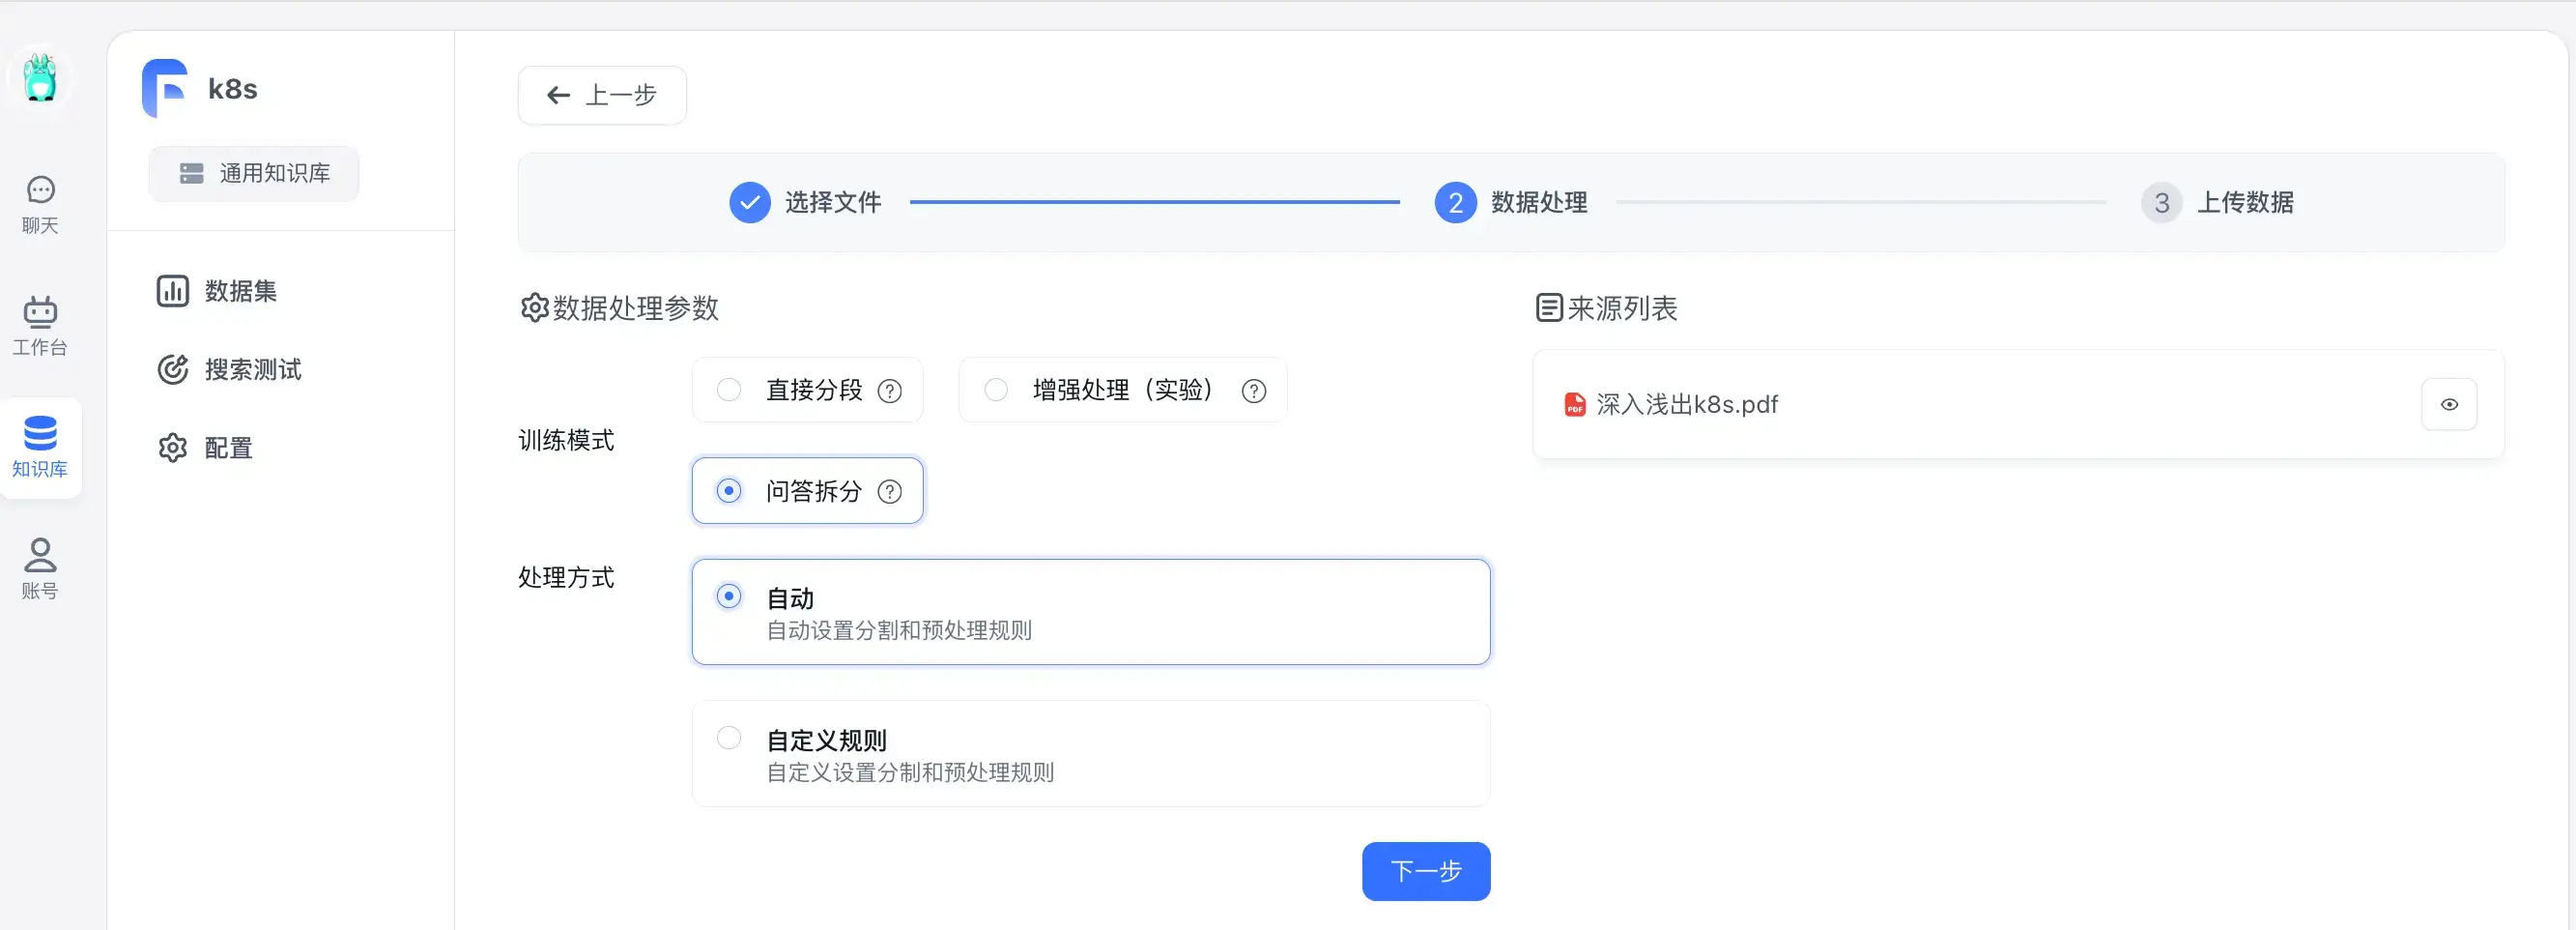 聊天
工作台
知识库
账号
k8s
通用知识库
数据集
搜索测试
配置
上一步
选择文件
2 数据处理
3 上传数据
数据处理参数
训练模式
直接分段 ?
增强处理（实验） ?
问答拆分 ?
处理方式
自动
自动设置分割和预处理规则
自定义规则
自定义设置分制和预处理规则
下一步
来源列表
PDF 深入浅出k8s.pdf